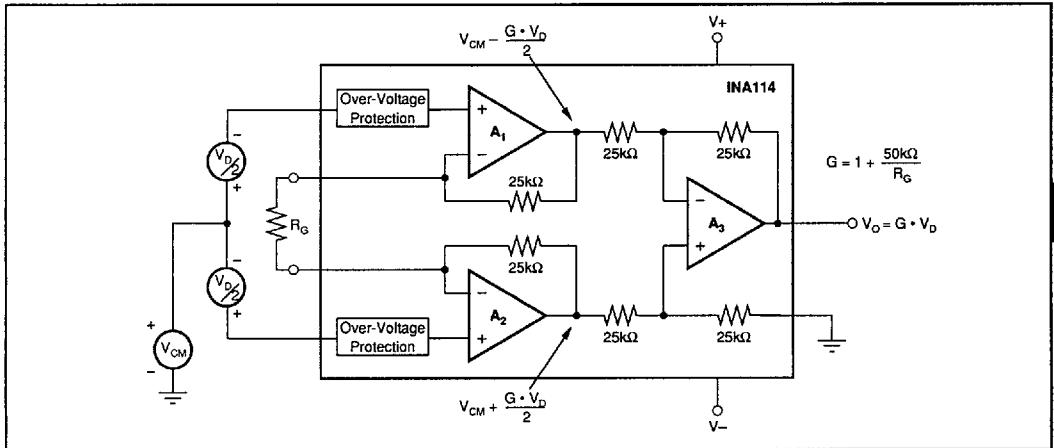 V_CM − G • V_D / 2
V+
INA114
Over-Voltage
Protection
+
A₁
−
25kΩ
25kΩ
25kΩ
G = 1 + 50kΩ / R_G
−
V_D/2
+
R_G
−
A₃
+
V_O = G • V_D
−
V_D/2
+
25kΩ
−
A₂
+
25kΩ
25kΩ
Over-Voltage
Protection
+
V_CM
−
V_CM + G • V_D / 2
V−